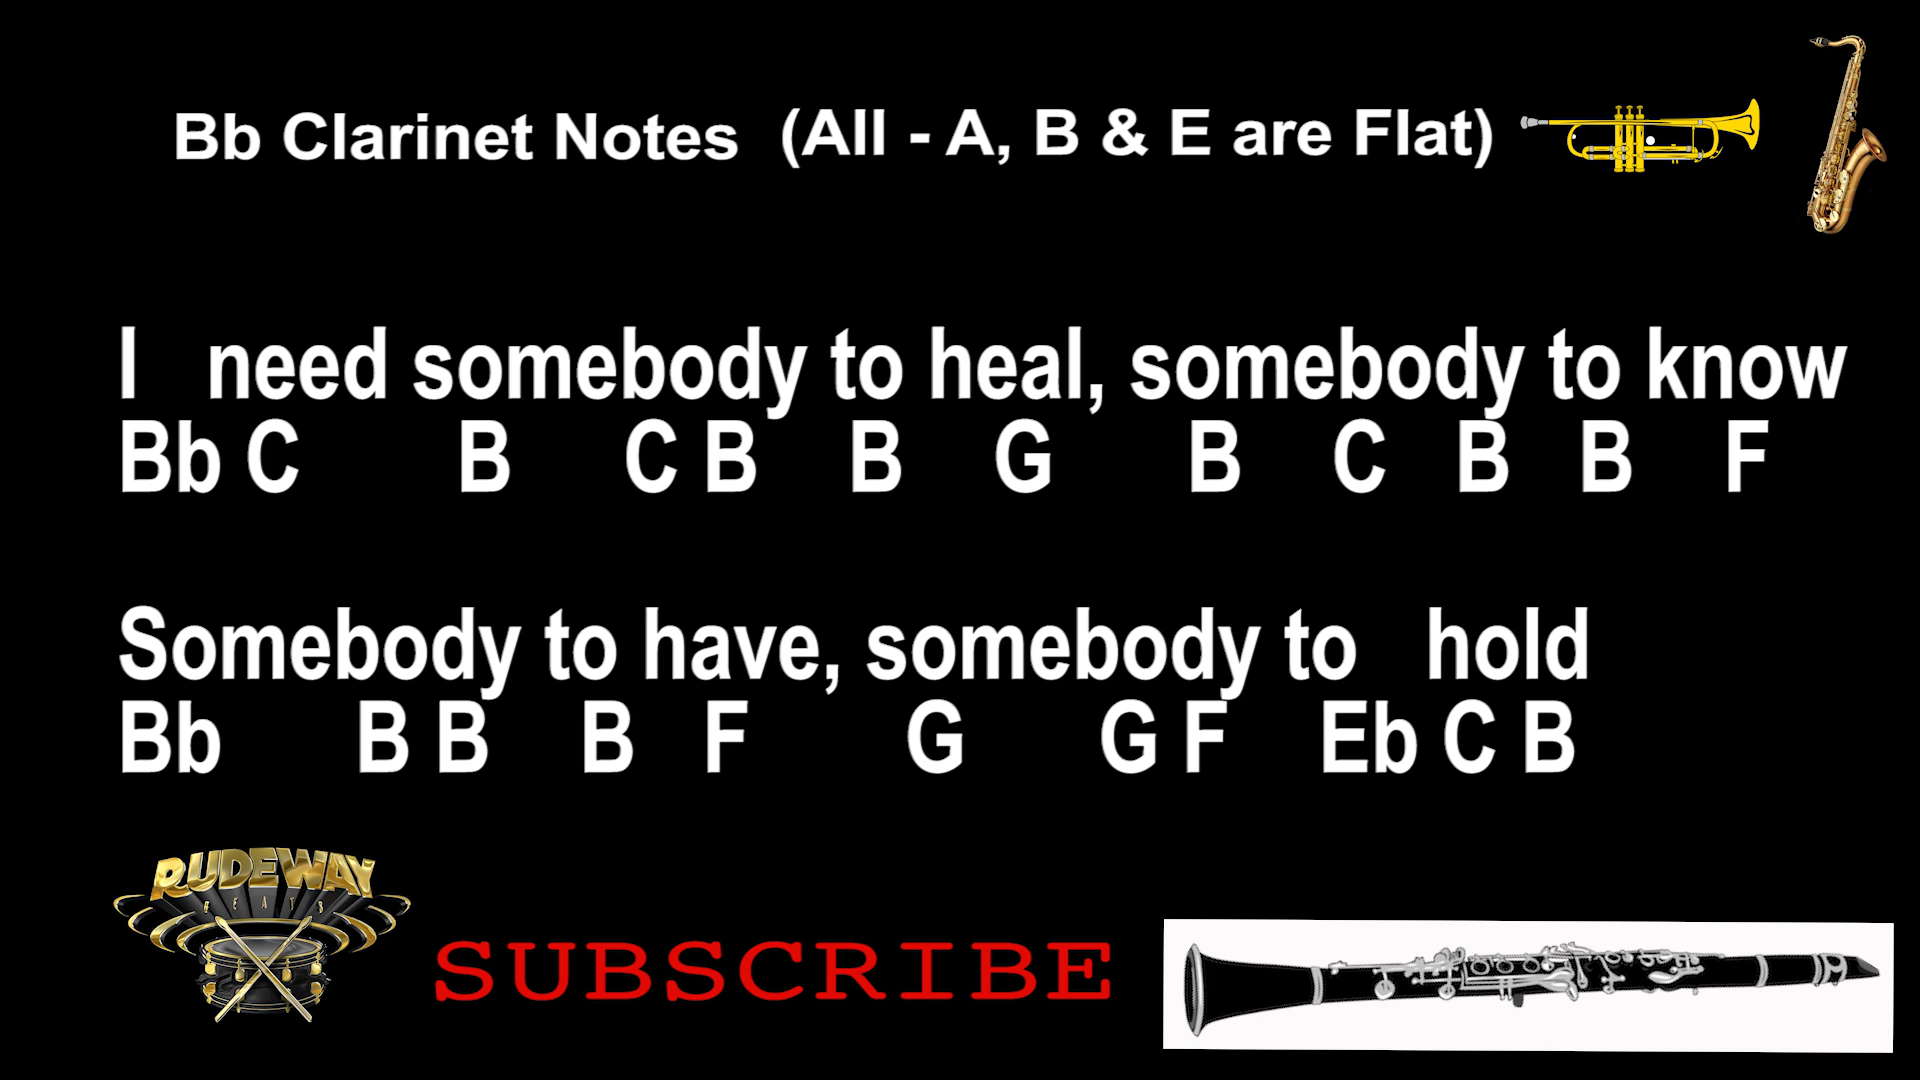 Bb Clarinet Notes (All - A, B & E are Flat)
I need somebody to heal, somebody to know
Bb C B C B B G B C B B F
Somebody to have, somebody to hold
Bb B B B F G G F Eb C B
RUDEWAY
BEATS
SUBSCRIBE